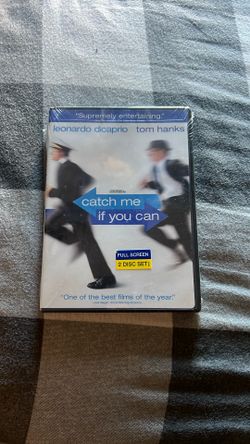 "Supremely entertaining."
leonardo dicaprio tom hanks
catch me
if you can
FULL SCREEN
2 DISC SET!
"One of the best films of the year."